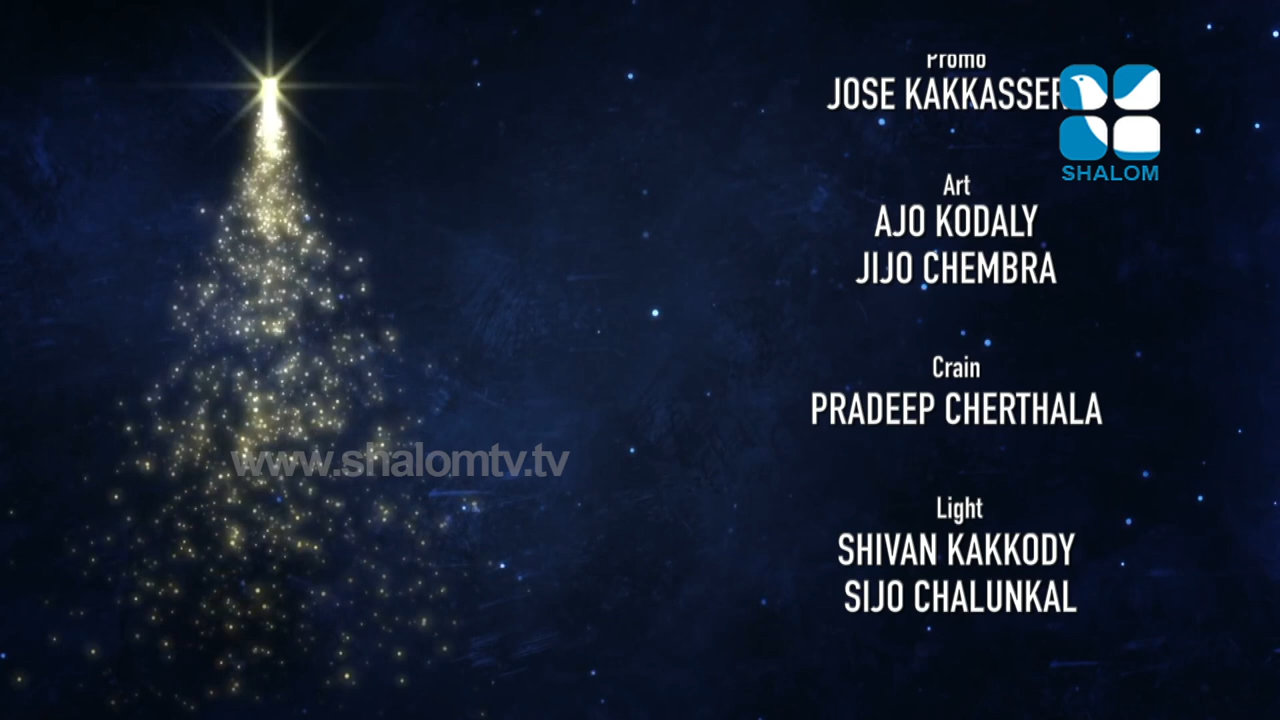 Promo
JOSE KAKKASSER
SHALOM
Art
AJO KODALY
JIJO CHEMBRA
Crain
PRADEEP CHERTHALA
www.shalomtv.tv
Light
SHIVAN KAKKODY
SIJO CHALUNKAL